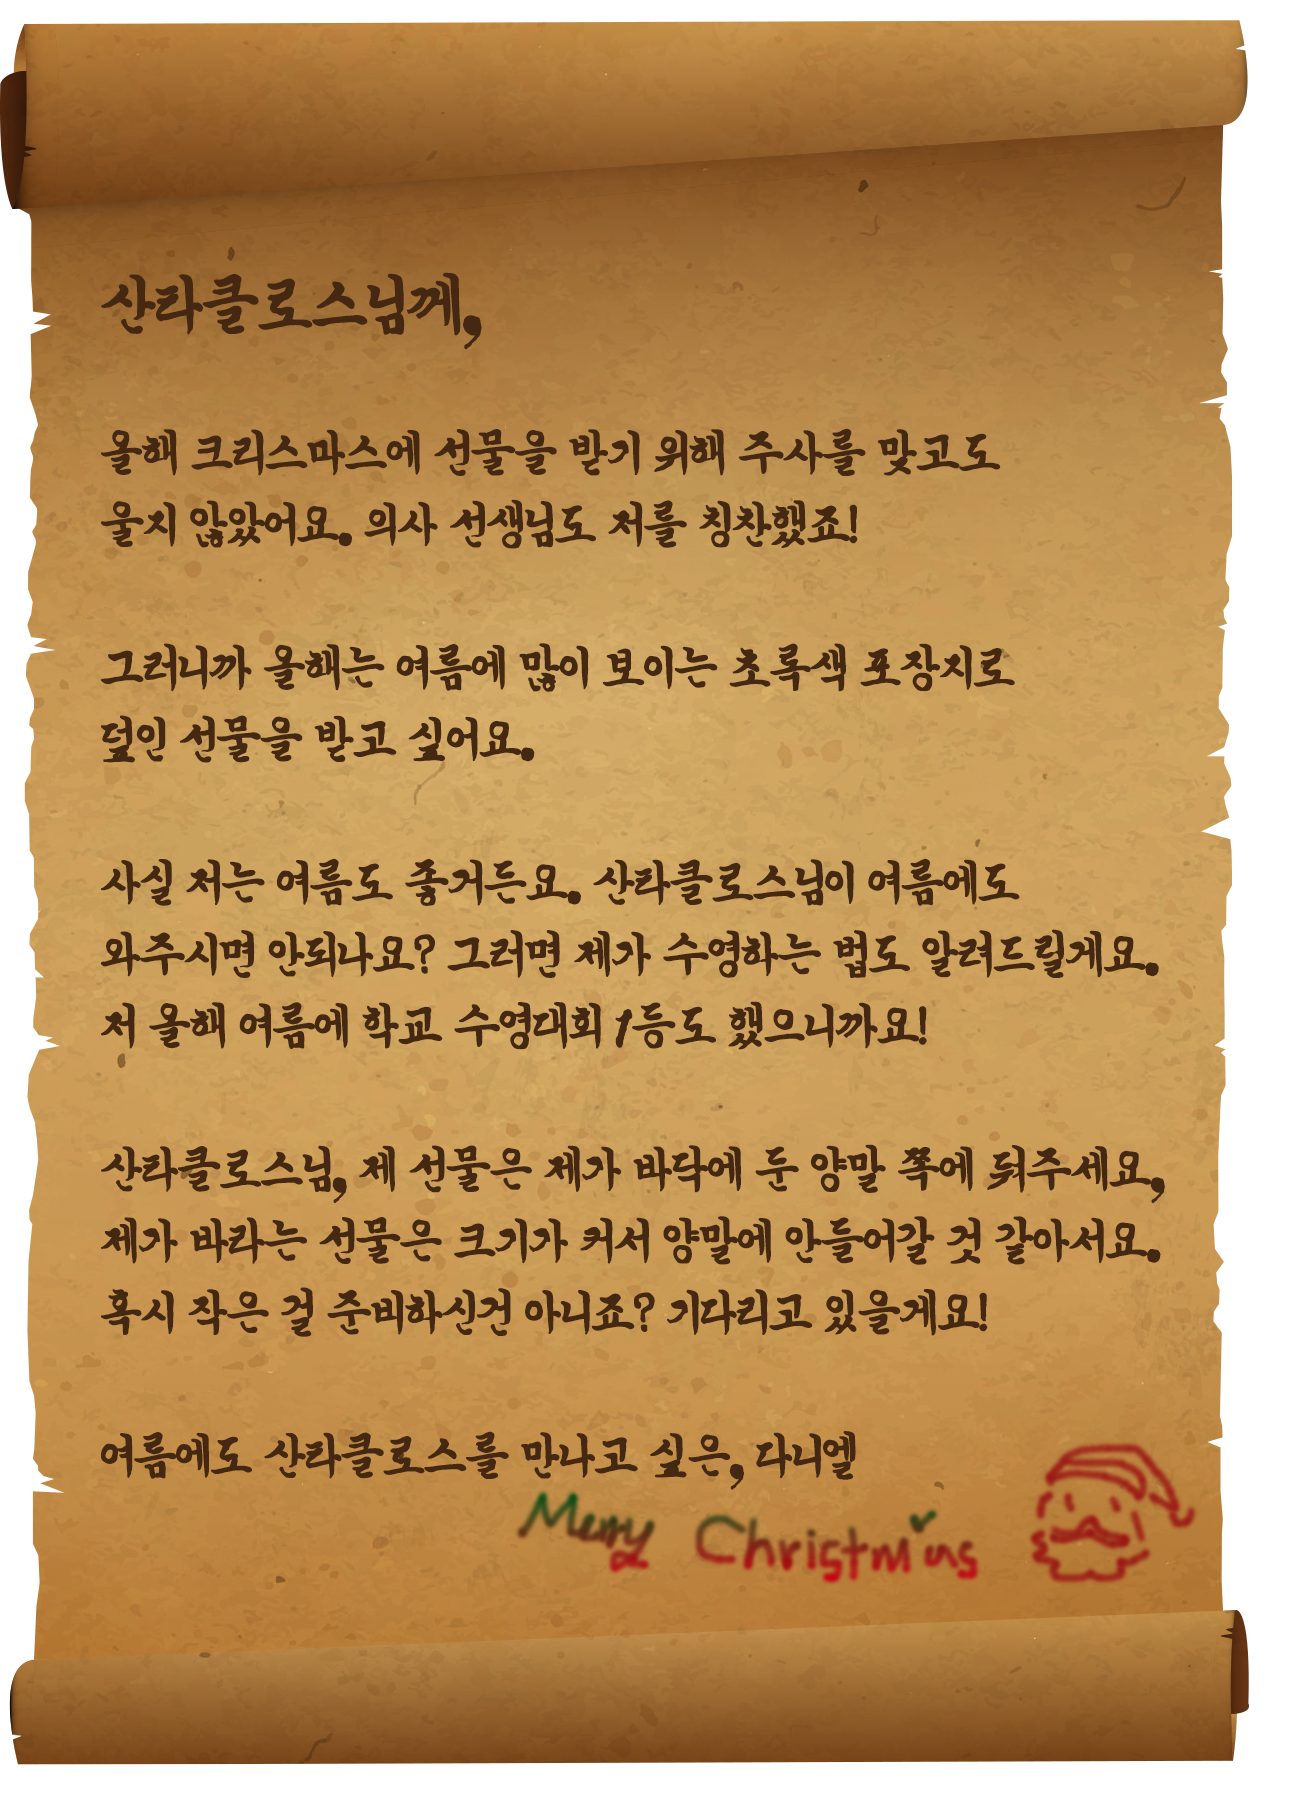 산타클로스님께,
올해 크리스마스에 선물을 받기 위해 주사를 맞고도
울지 않았어요. 의사 선생님도 저를 칭찬했죠!
그러니까 올해는 여름에 많이 보이는 초록색 포장지로
덮인 선물을 받고 싶어요.
사실 저는 여름도 좋거든요. 산타클로스님이 여름에도
와주시면 안되나요? 그러면 제가 수영하는 법도 알려드릴게요.
저 올해 여름에 학교 수영대회 1등도 했으니까요!
산타클로스님, 제 선물은 제가 바닥에 둔 양말 쪽에 둬주세요,
제가 바라는 선물은 크기가 커서 양말에 안들어갈 것 같아서요.
혹시 작은 걸 준비하신건 아니죠? 기다리고 있을게요!
여름에도 산타클로스를 만나고 싶은, 다니엘
Merry Christmas